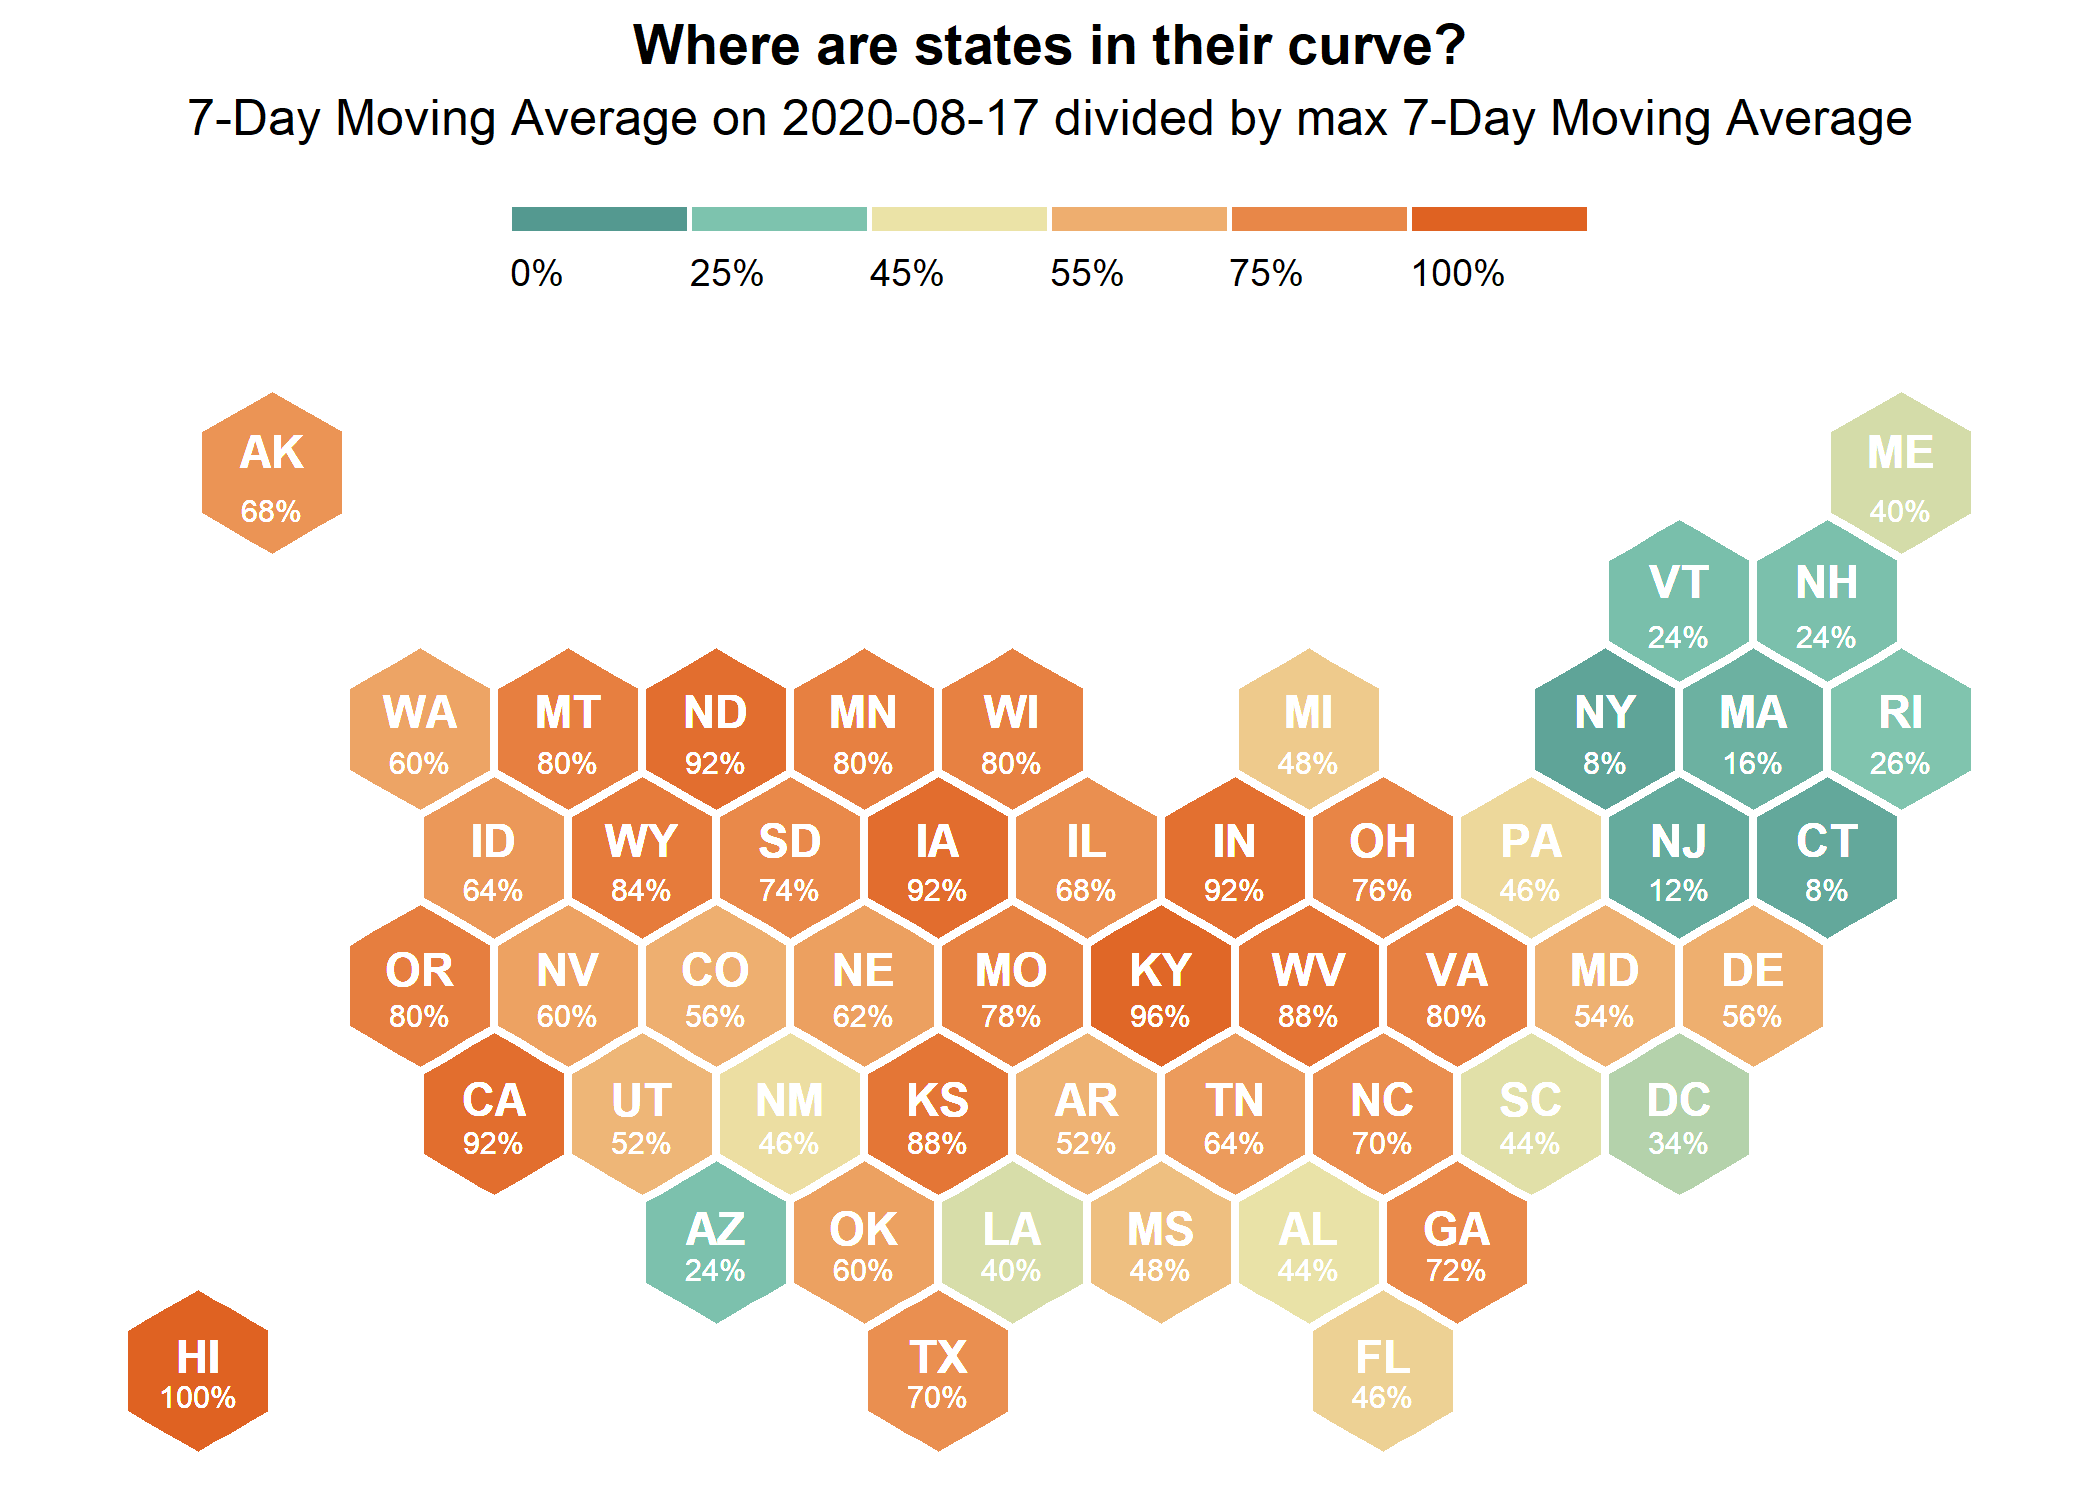 Where are states in their curve?
7-Day Moving Average on 2020-08-17 divided by max 7-Day Moving Average
0% 25% 45% 55% 75% 100%
AK ME
68% 40%
VT NH
24% 24%
WA MT ND MN WI MI NY MA RI
60% 80% 92% 80% 80% 48% 8% 16% 26%
ID WY SD IA IL IN OH PA NJ CT
64% 84% 74% 92% 68% 92% 76% 46% 12% 8%
OR NV CO NE MO KY WV VA MD DE
80% 60% 56% 62% 78% 96% 88% 80% 54% 56%
CA UT NM KS AR TN NC SC DC
92% 52% 46% 88% 52% 64% 70% 44% 34%
AZ OK LA MS AL GA
24% 60% 40% 48% 44% 72%
HI TX FL
100% 70% 46%